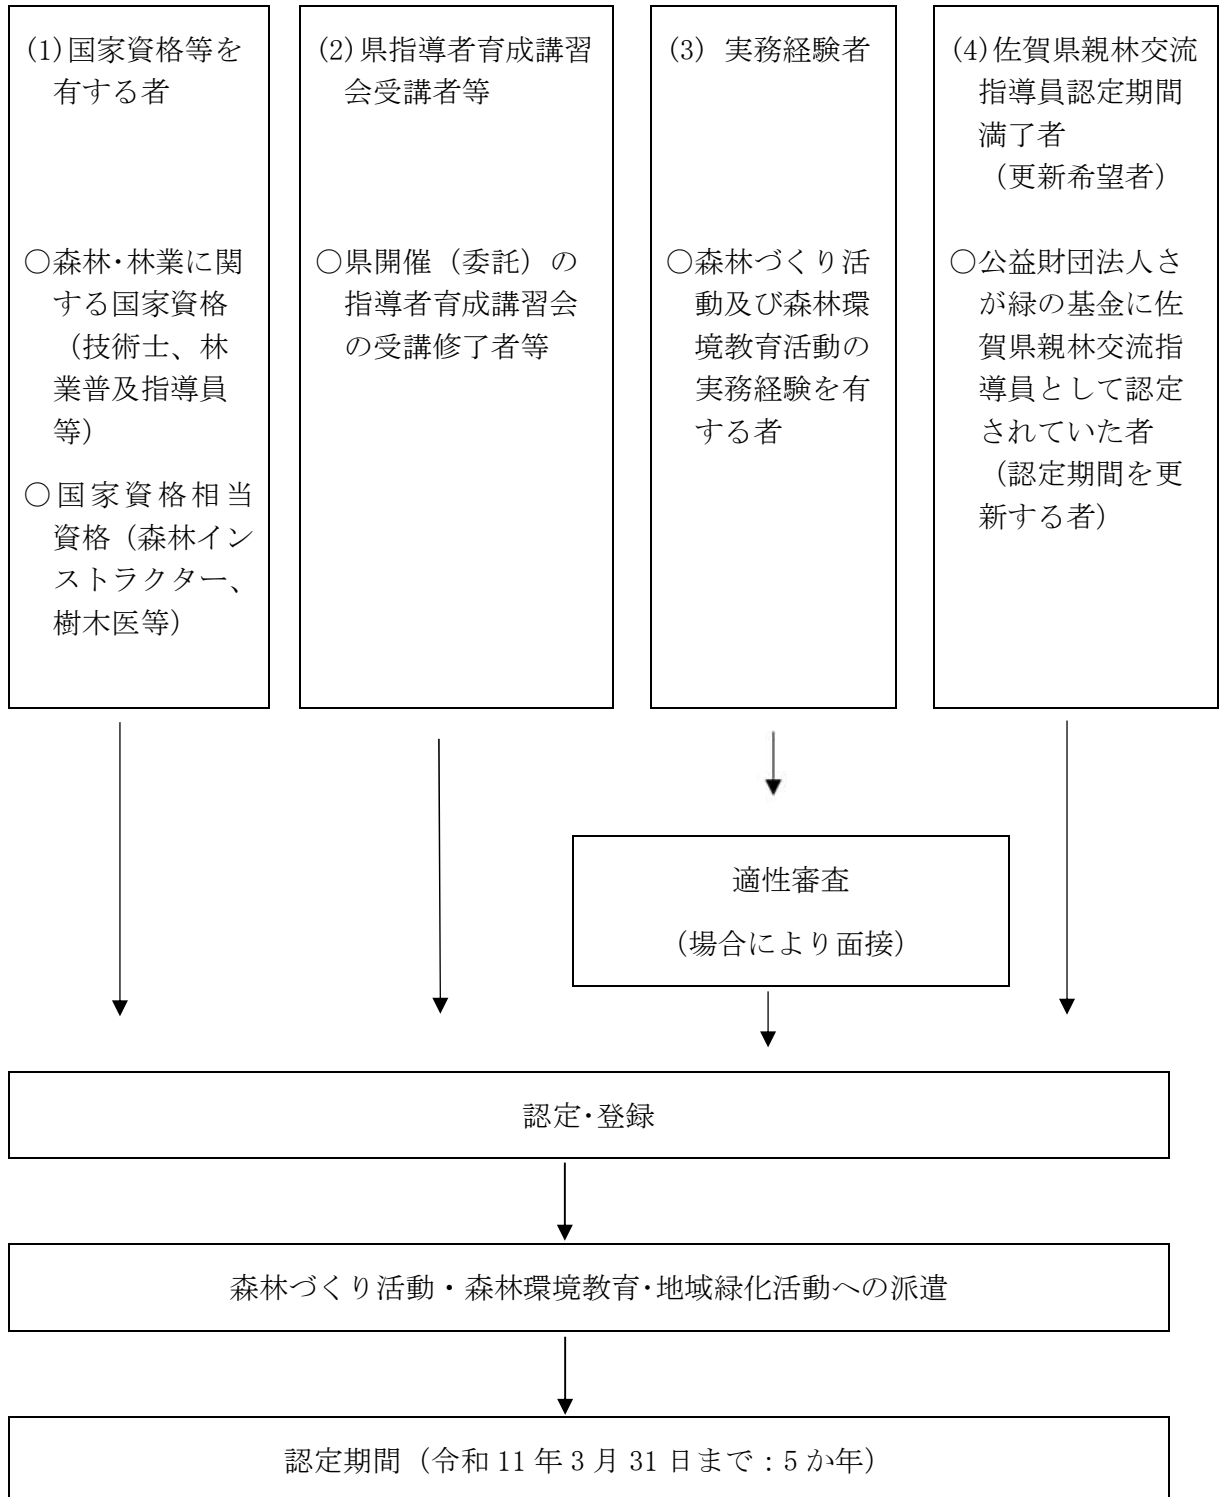 (1)国家資格等を
有する者
○森林・林業に関
する国家資格
（技術士、林
業普及指導員
等）
○国家資格相当
資格（森林イン
ストラクター、
樹木医等）
(2)県指導者育成講習
会受講者等
○県開催（委託）の
指導者育成講習会
の受講修了者等
(3) 実務経験者
○森林づくり活
動及び森林環
境教育活動の
実務経験を有
する者
(4)佐賀県親林交流
指導員認定期間
満了者
（更新希望者）
○公益財団法人さ
が緑の基金に佐
賀県親林交流指
導員として認定
されていた者
（認定期間を更
新する者）
適性審査
（場合により面接）
認定・登録
森林づくり活動・森林環境教育・地域緑化活動への派遣
認定期間（令和 11 年 3 月 31 日まで：5 か年）